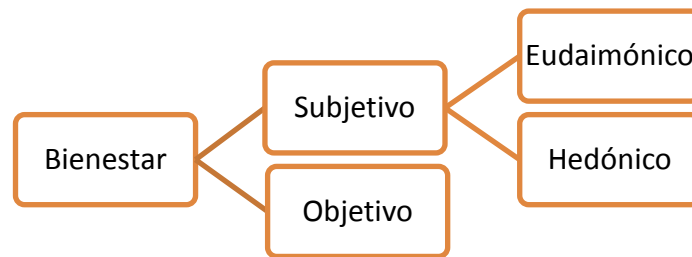 Bienestar
Subjetivo
Objetivo
Eudaimónico
Hedónico